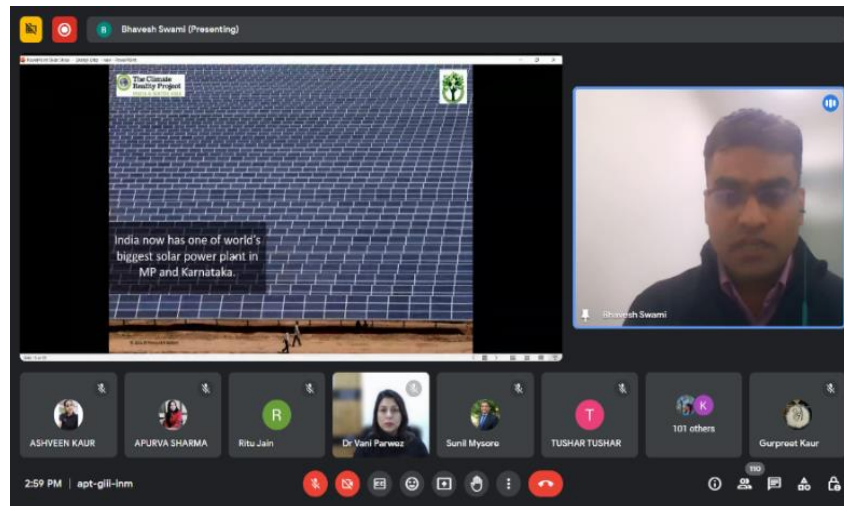 B Bhavesh Swami (Presenting)
The Climate
Reality Project
India now has one of world's
biggest solar power plant in
MP and Karnataka.
Bhavesh Swami
ASHVEEN KAUR
APURVA SHARMA
R
Ritu Jain
Dr Vani Parwez
Sunil Mysore
T
TUSHAR TUSHAR
K
101 others
Gurpreet Kaur
2:59 PM | apt-giii-inm
CC
110